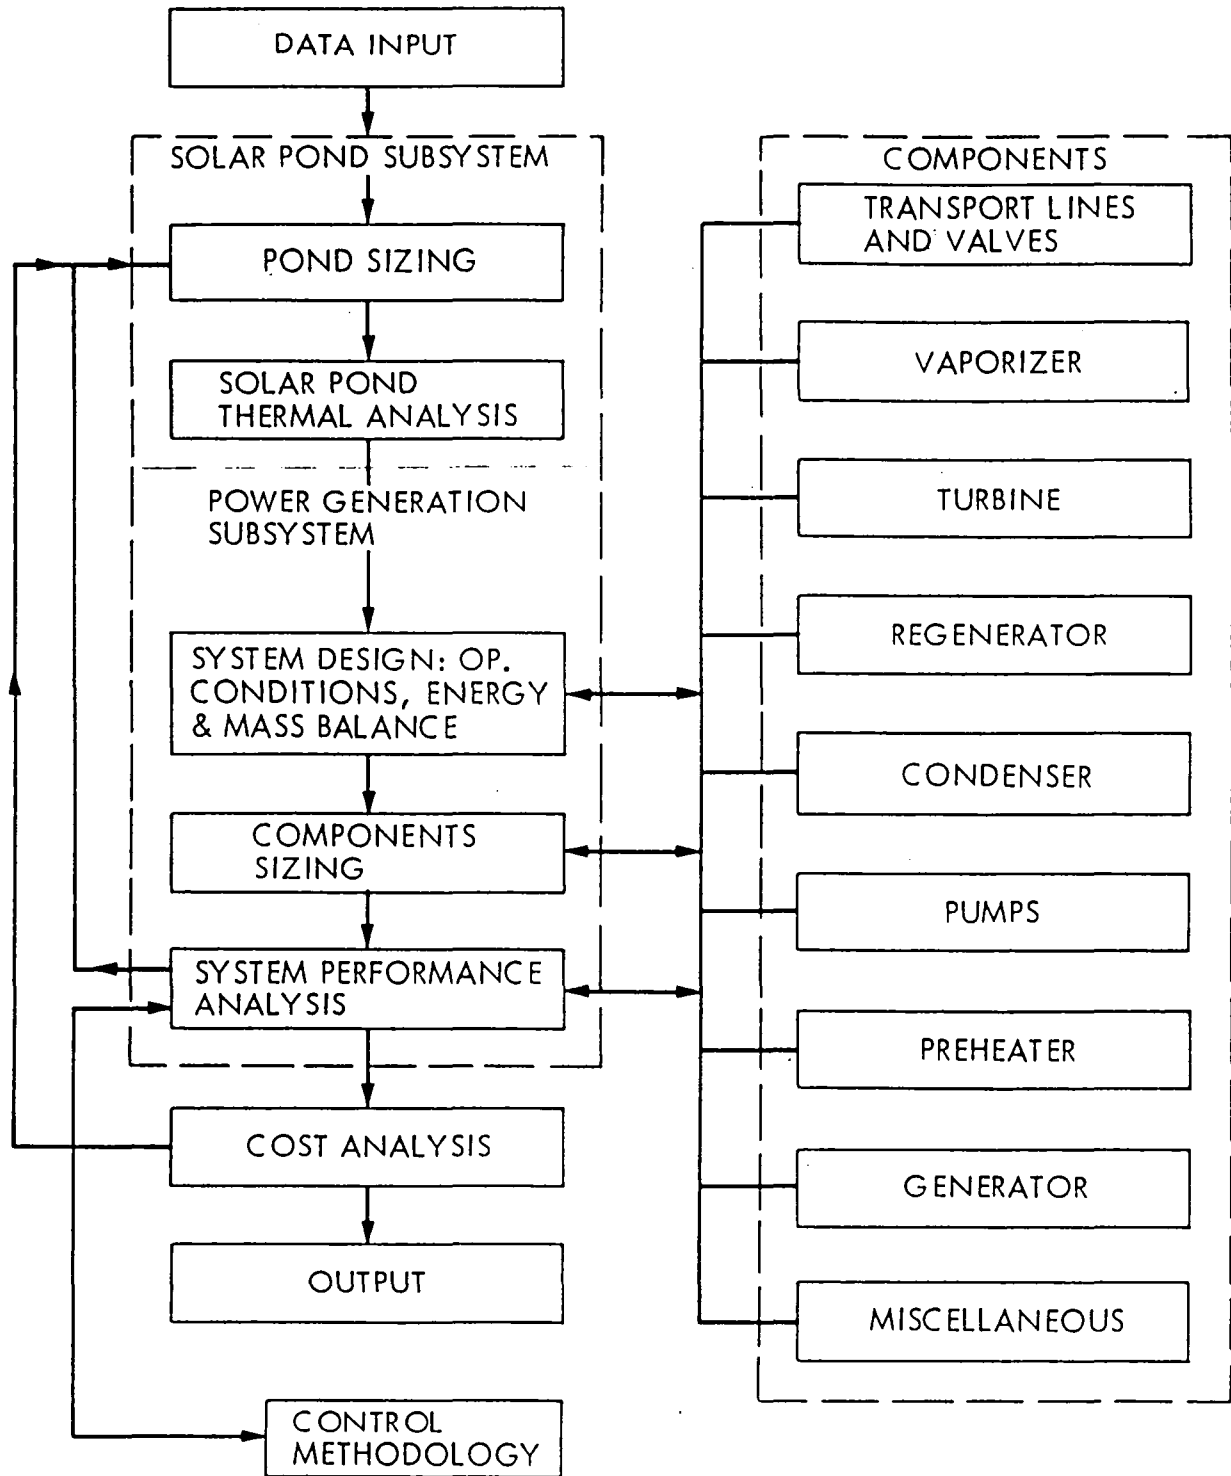 DATA INPUT
SOLAR POND SUBSYSTEM
POND SIZING
SOLAR POND
THERMAL ANALYSIS
POWER GENERATION
SUBSYSTEM
SYSTEM DESIGN: OP.
CONDITIONS, ENERGY
& MASS BALANCE
COMPONENTS
SIZING
SYSTEM PERFORMANCE
ANALYSIS
COST ANALYSIS
OUTPUT
CONTROL
METHODOLOGY
COMPONENTS
TRANSPORT LINES
AND VALVES
VAPORIZER
TURBINE
REGENERATOR
CONDENSER
PUMPS
PREHEATER
GENERATOR
MISCELLANEOUS